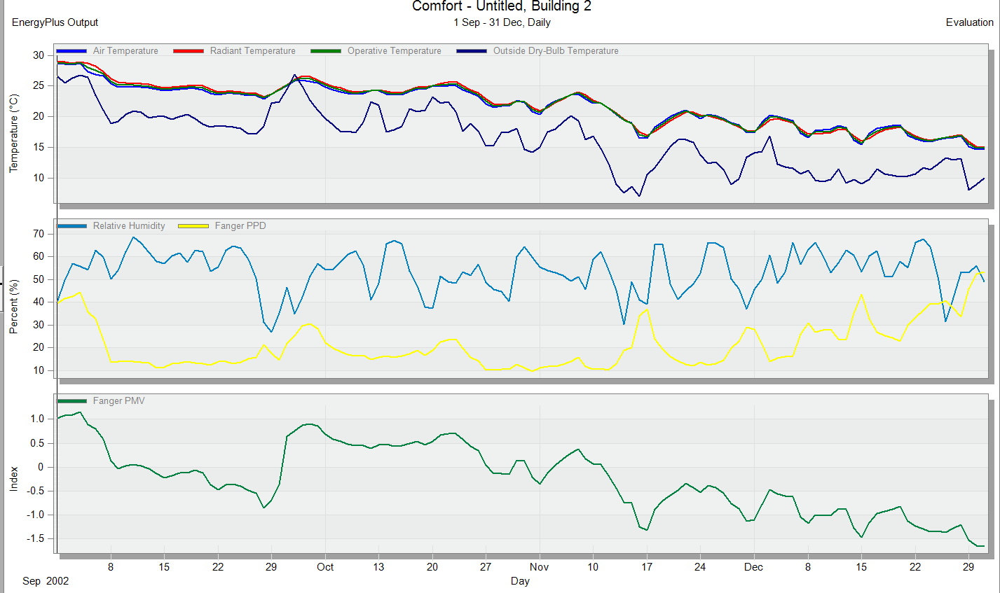 Comfort - Untitled, Building 2
EnergyPlus Output
1 Sep - 31 Dec, Daily
Evaluation
Air Temperature
Radiant Temperature
Operative Temperature
Outside Dry-Bulb Temperature
Temperature (°C)
30
25
20
15
10
Relative Humidity
Fanger PPD
Percent (%)
70
60
50
40
30
20
10
Fanger PMV
Index
1.0
0.5
0
-0.5
-1.0
-1.5
8 15 22 29 Oct 13 20 27 Nov 10 17 24 Dec 8 15 22 29
Sep 2002
Day